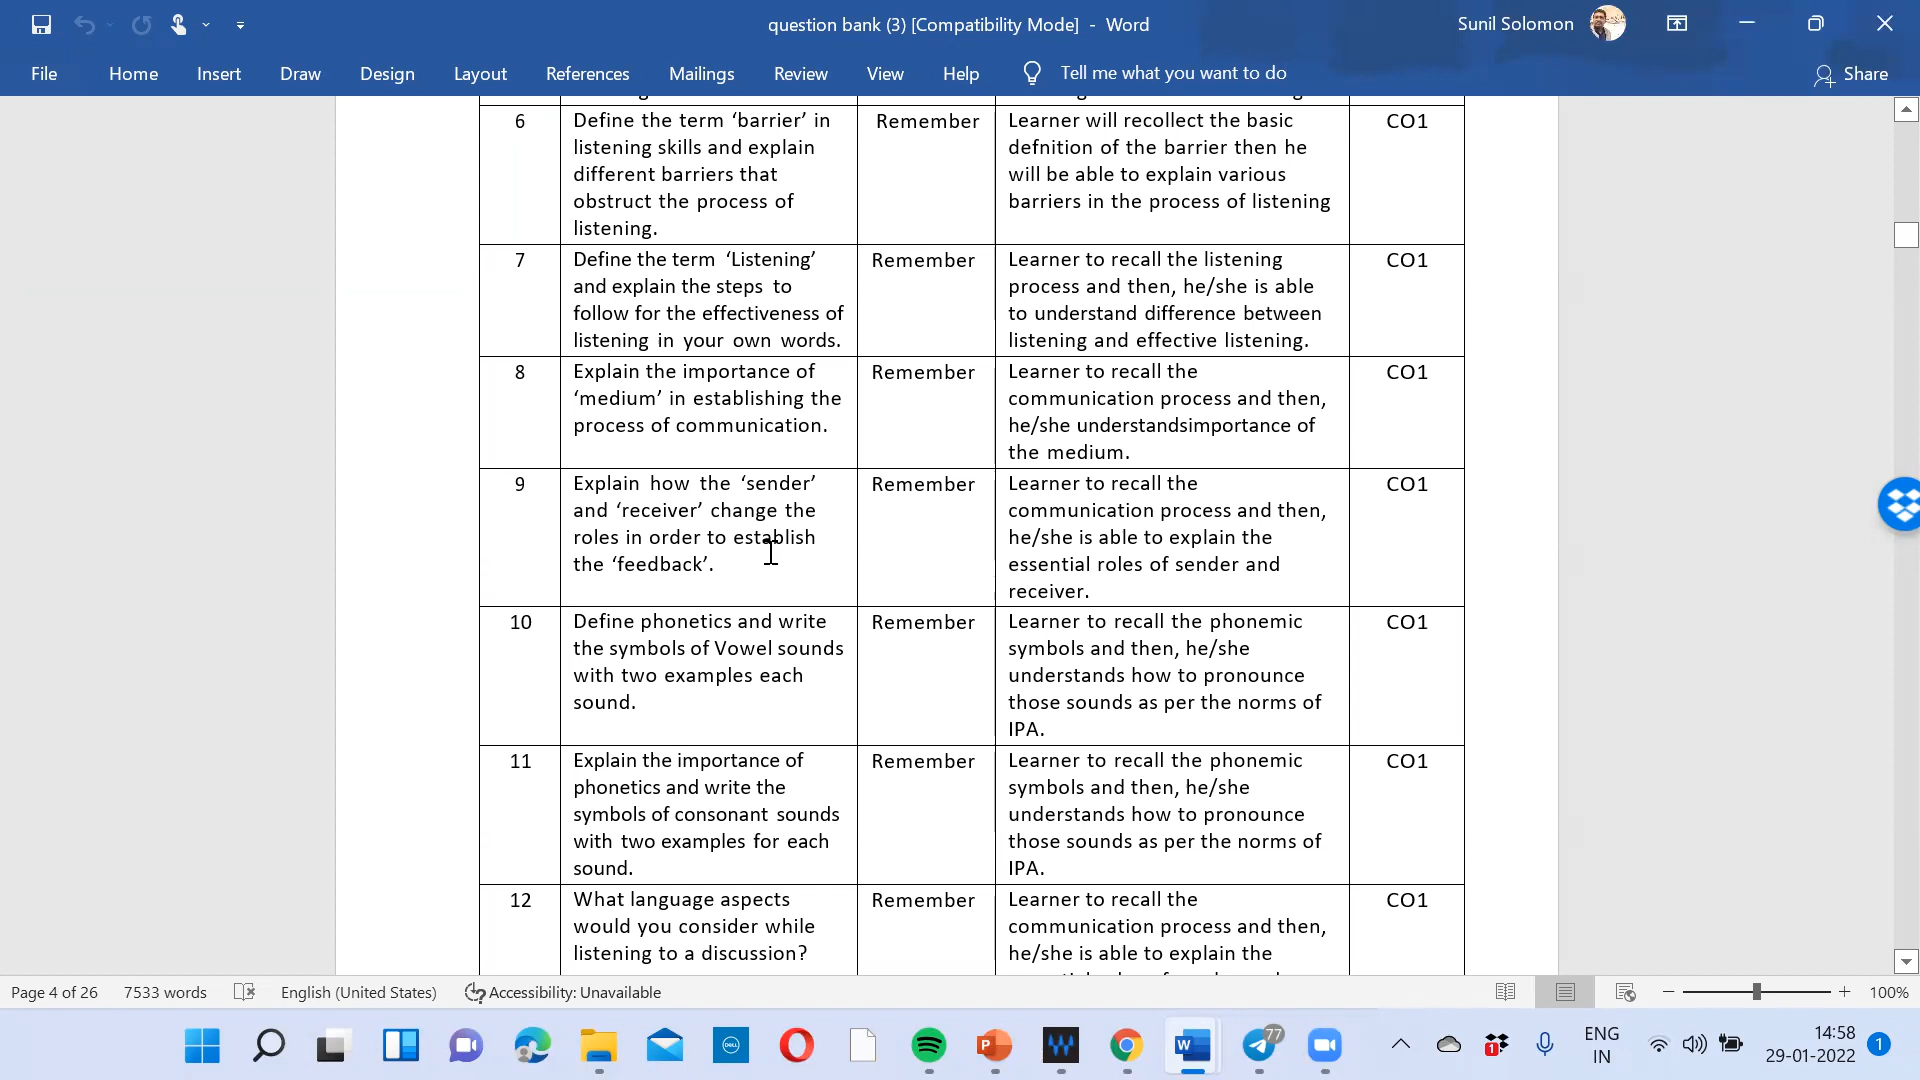 question bank (3) [Compatibility Mode] - Word
Sunil Solomon
File Home Insert Draw Design Layout References Mailings Review View Help Tell me what you want to do Share
6
Define the term ‘barrier’ in
listening skills and explain
different barriers that
obstruct the process of
listening.
Remember
Learner will recollect the basic
defnition of the barrier then he
will be able to explain various
barriers in the process of listening
CO1
7
Define the term ‘Listening’
and explain the steps to
follow for the effectiveness of
listening in your own words.
Remember
Learner to recall the listening
process and then, he/she is able
to understand difference between
listening and effective listening.
CO1
8
Explain the importance of
‘medium’ in establishing the
process of communication.
Remember
Learner to recall the
communication process and then,
he/she understandsimportance of
the medium.
CO1
9
Explain how the ‘sender’
and ‘receiver’ change the
roles in order to establish
the ‘feedback’.
Remember
Learner to recall the
communication process and then,
he/she is able to explain the
essential roles of sender and
receiver.
CO1
10
Define phonetics and write
the symbols of Vowel sounds
with two examples each
sound.
Remember
Learner to recall the phonemic
symbols and then, he/she
understands how to pronounce
those sounds as per the norms of
IPA.
CO1
11
Explain the importance of
phonetics and write the
symbols of consonant sounds
with two examples for each
sound.
Remember
Learner to recall the phonemic
symbols and then, he/she
understands how to pronounce
those sounds as per the norms of
IPA.
CO1
12
What language aspects
would you consider while
listening to a discussion?
Remember
Learner to recall the
communication process and then,
he/she is able to explain the
CO1
Page 4 of 26 7533 words English (United States) Accessibility: Unavailable 100%
DELL
P
W
77
1
ENG
IN
14:58
29-01-2022
1